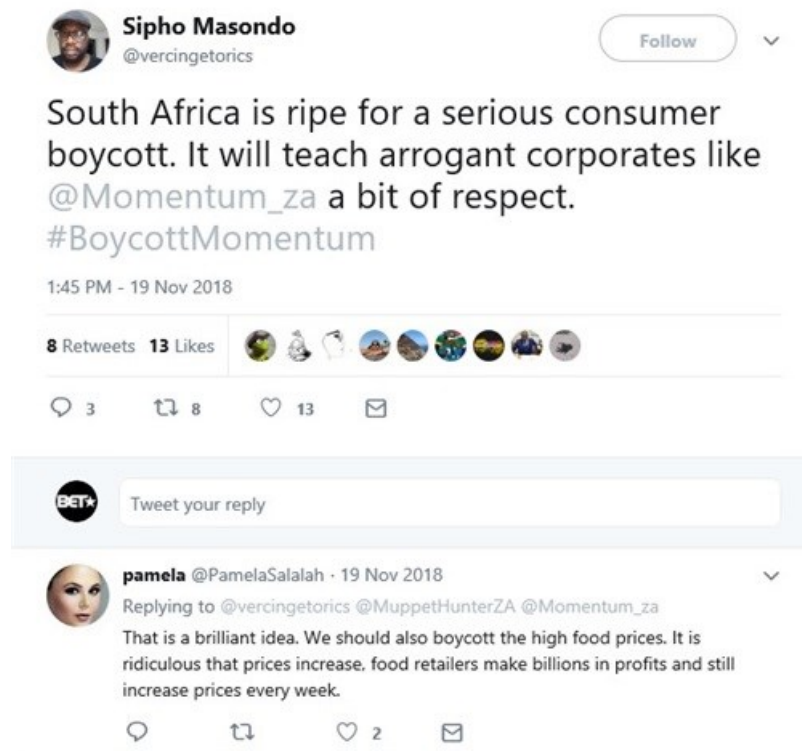 Sipho Masondo
@vercingetorics
Follow
South Africa is ripe for a serious consumer
boycott. It will teach arrogant corporates like
@Momentum_za a bit of respect.
#BoycottMomentum
1:45 PM - 19 Nov 2018
8 Retweets 13 Likes
3 8 13
BET★
Tweet your reply
pamela @PamelaSalalah · 19 Nov 2018
Replying to @vercingetorics @MuppetHunterZA @Momentum_za
That is a brilliant idea. We should also boycott the high food prices. It is
ridiculous that prices increase, food retailers make billions in profits and still
increase prices every week.
2